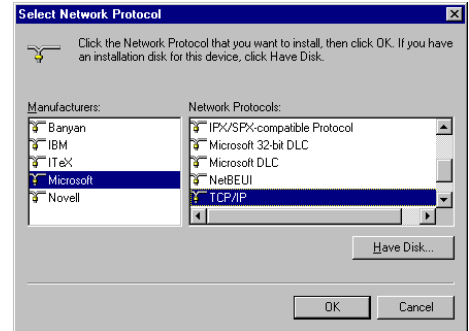 Select Network Protocol
Click the Network Protocol that you want to install, then click OK. If you have
an installation disk for this device, click Have Disk.
Manufacturers:
Banyan
IBM
ITeX
Microsoft
Novell
Network Protocols:
IPX/SPX-compatible Protocol
Microsoft 32-bit DLC
Microsoft DLC
NetBEUI
TCP/IP
Have Disk...
OK
Cancel